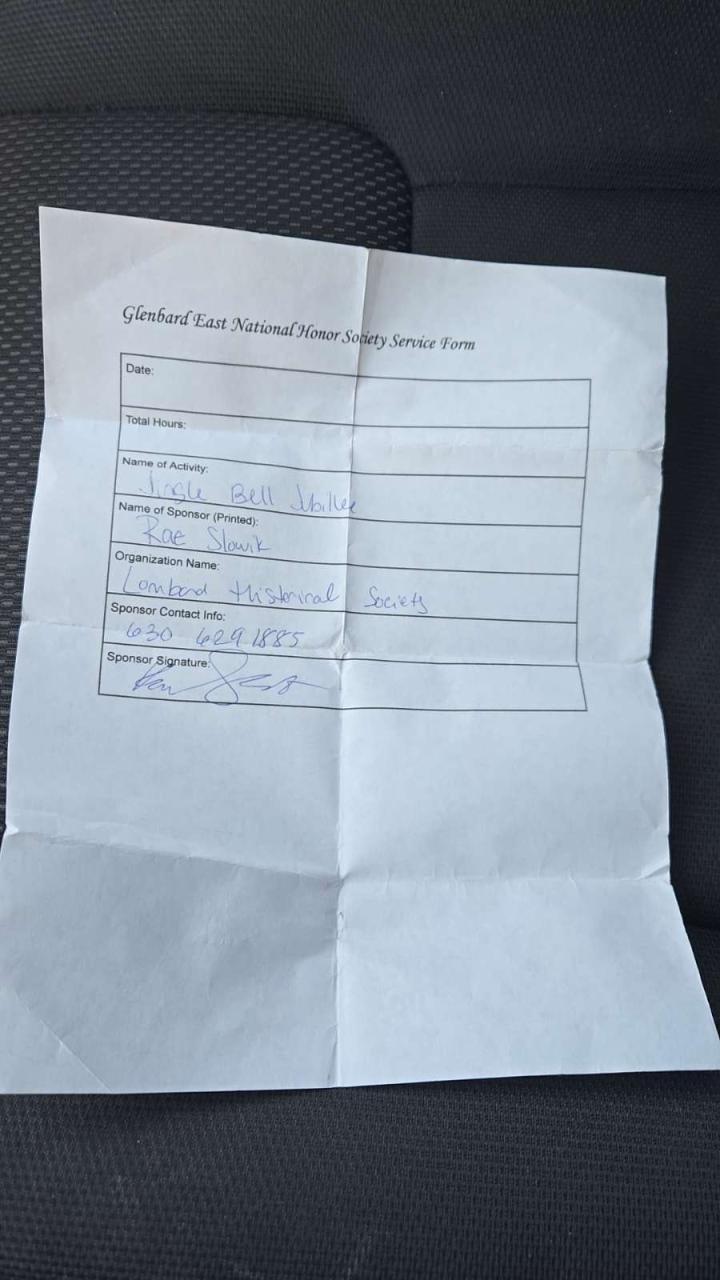 Glenbard East National Honor Society Service Form
Date:
Total Hours:
Name of Activity:
Jingle Bell Jubilee
Name of Sponsor (Printed):
Rae Slowik
Organization Name:
Lombard Historical Society
Sponsor Contact Info:
630 629 1885
Sponsor Signature: